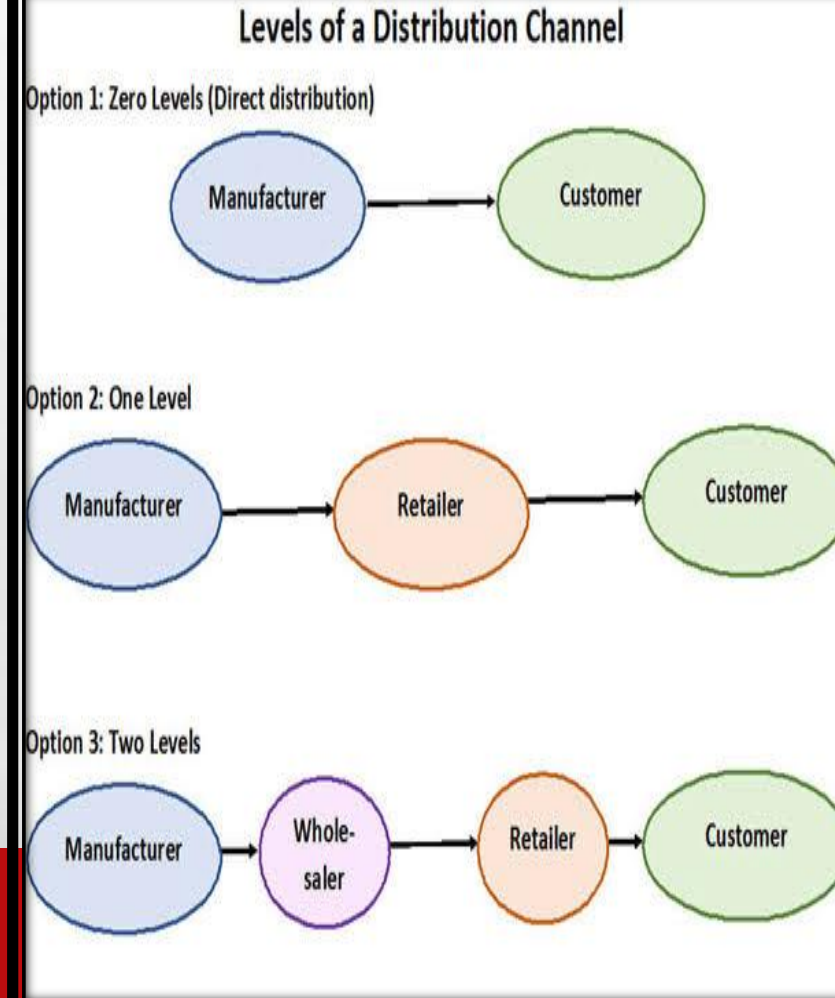 Levels of a Distribution Channel
Option 1: Zero Levels (Direct distribution)
Manufacturer
Customer
Option 2: One Level
Manufacturer
Retailer
Customer
Option 3: Two Levels
Manufacturer
Whole-
saler
Retailer
Customer